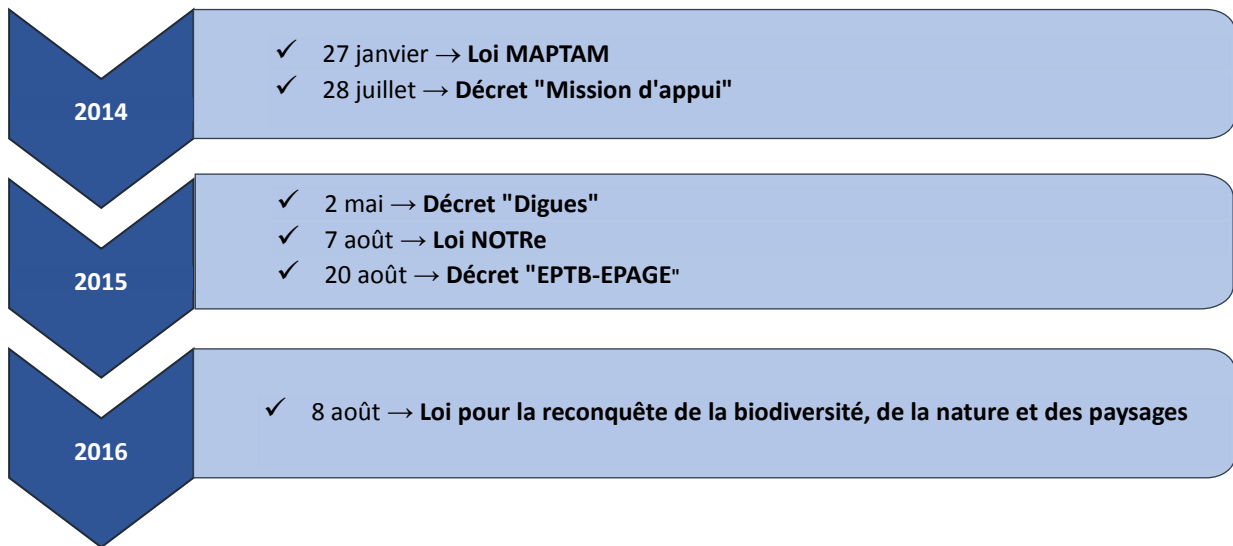 2014
✓ 27 janvier → Loi MAPTAM
✓ 28 juillet → Décret "Mission d'appui"
2015
✓ 2 mai → Décret "Digues"
✓ 7 août → Loi NOTRe
✓ 20 août → Décret "EPTB-EPAGE"
2016
✓ 8 août → Loi pour la reconquête de la biodiversité, de la nature et des paysages